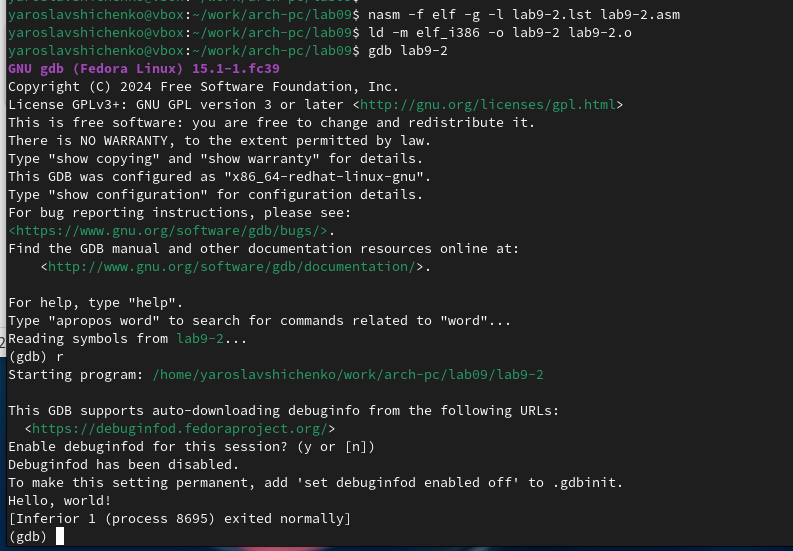 yaroslavshichenko@vbox:~/work/arch-pc/lab09$
yaroslavshichenko@vbox:~/work/arch-pc/lab09$ nasm -f elf -g -l lab9-2.lst lab9-2.asm
yaroslavshichenko@vbox:~/work/arch-pc/lab09$ ld -m elf_i386 -o lab9-2 lab9-2.o
yaroslavshichenko@vbox:~/work/arch-pc/lab09$ gdb lab9-2
GNU gdb (Fedora Linux) 15.1-1.fc39
Copyright (C) 2024 Free Software Foundation, Inc.
License GPLv3+: GNU GPL version 3 or later <http://gnu.org/licenses/gpl.html>
This is free software: you are free to change and redistribute it.
There is NO WARRANTY, to the extent permitted by law.
Type "show copying" and "show warranty" for details.
This GDB was configured as "x86_64-redhat-linux-gnu".
Type "show configuration" for configuration details.
For bug reporting instructions, please see:
<https://www.gnu.org/software/gdb/bugs/>.
Find the GDB manual and other documentation resources online at:
    <http://www.gnu.org/software/gdb/documentation/>.

For help, type "help".
Type "apropos word" to search for commands related to "word"...
Reading symbols from lab9-2...
(gdb) r
Starting program: /home/yaroslavshichenko/work/arch-pc/lab09/lab9-2

This GDB supports auto-downloading debuginfo from the following URLs:
  <https://debuginfod.fedoraproject.org/>
Enable debuginfod for this session? (y or [n])
Debuginfod has been disabled.
To make this setting permanent, add 'set debuginfod enabled off' to .gdbinit.
Hello, world!
[Inferior 1 (process 8695) exited normally]
(gdb)